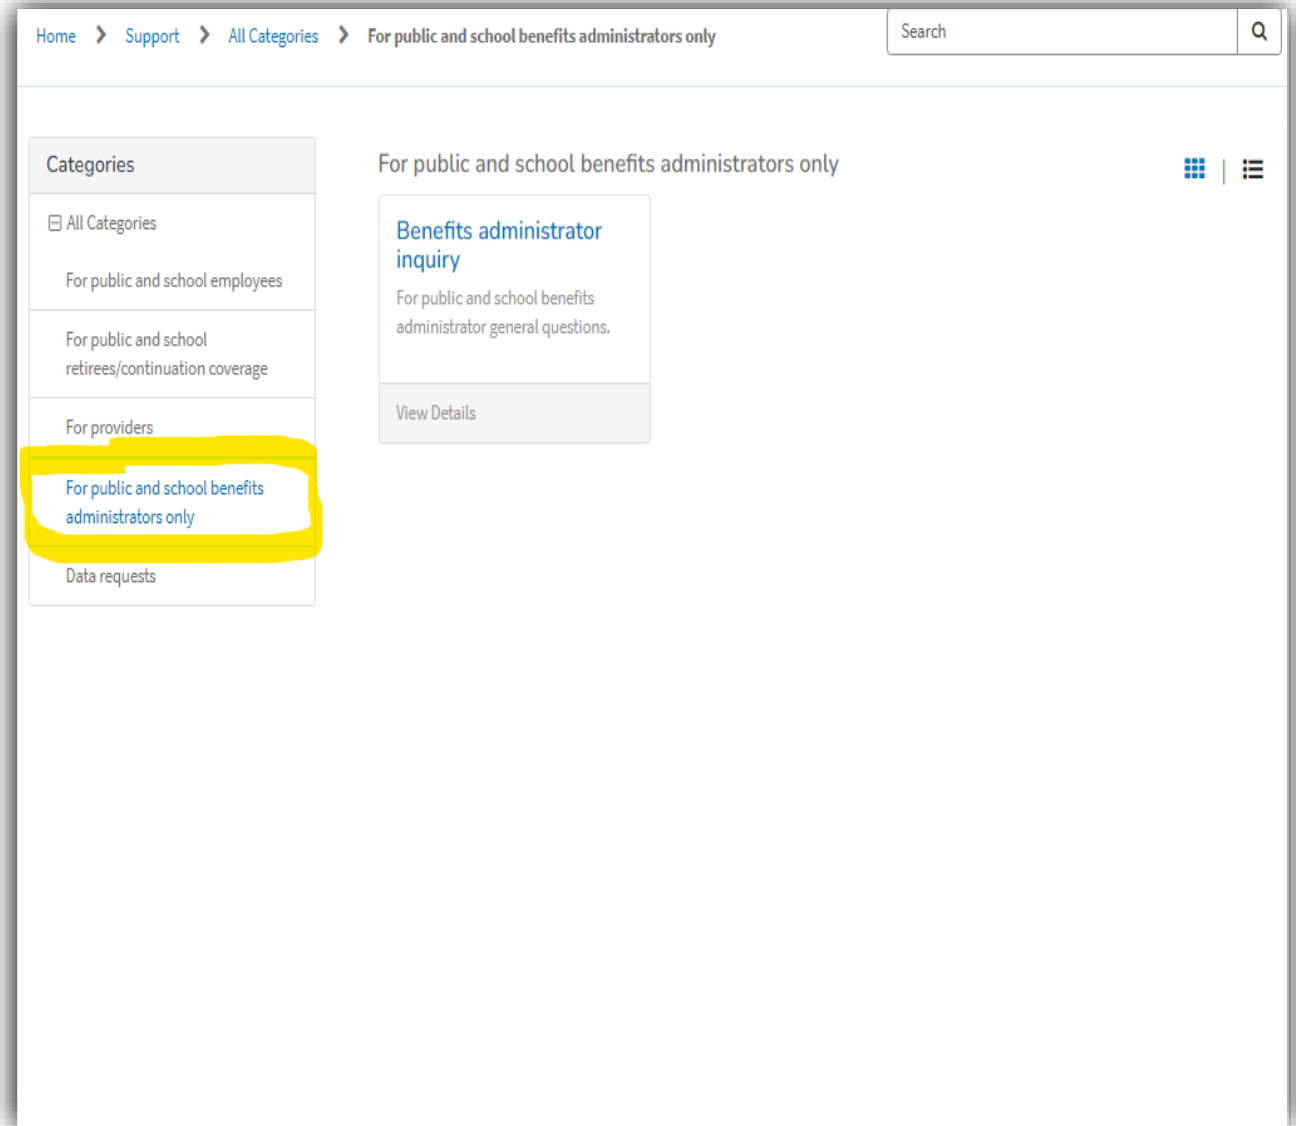 Home > Support > All Categories > For public and school benefits administrators only
Search
Categories
All Categories
For public and school employees
For public and school
retirees/continuation coverage
For providers
For public and school benefits
administrators only
Data requests
For public and school benefits administrators only
Benefits administrator
inquiry
For public and school benefits
administrator general questions.
View Details